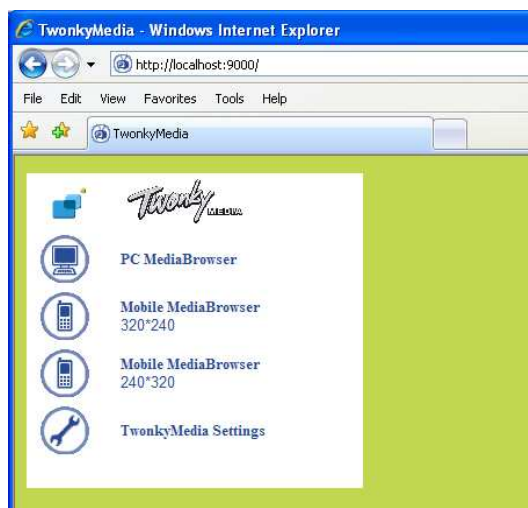 TwonkyMedia - Windows Internet Explorer
http://localhost:9000/
File Edit View Favorites Tools Help
TwonkyMedia
Twonky MEDIA
PC MediaBrowser
Mobile MediaBrowser
320*240
Mobile MediaBrowser
240*320
TwonkyMedia Settings